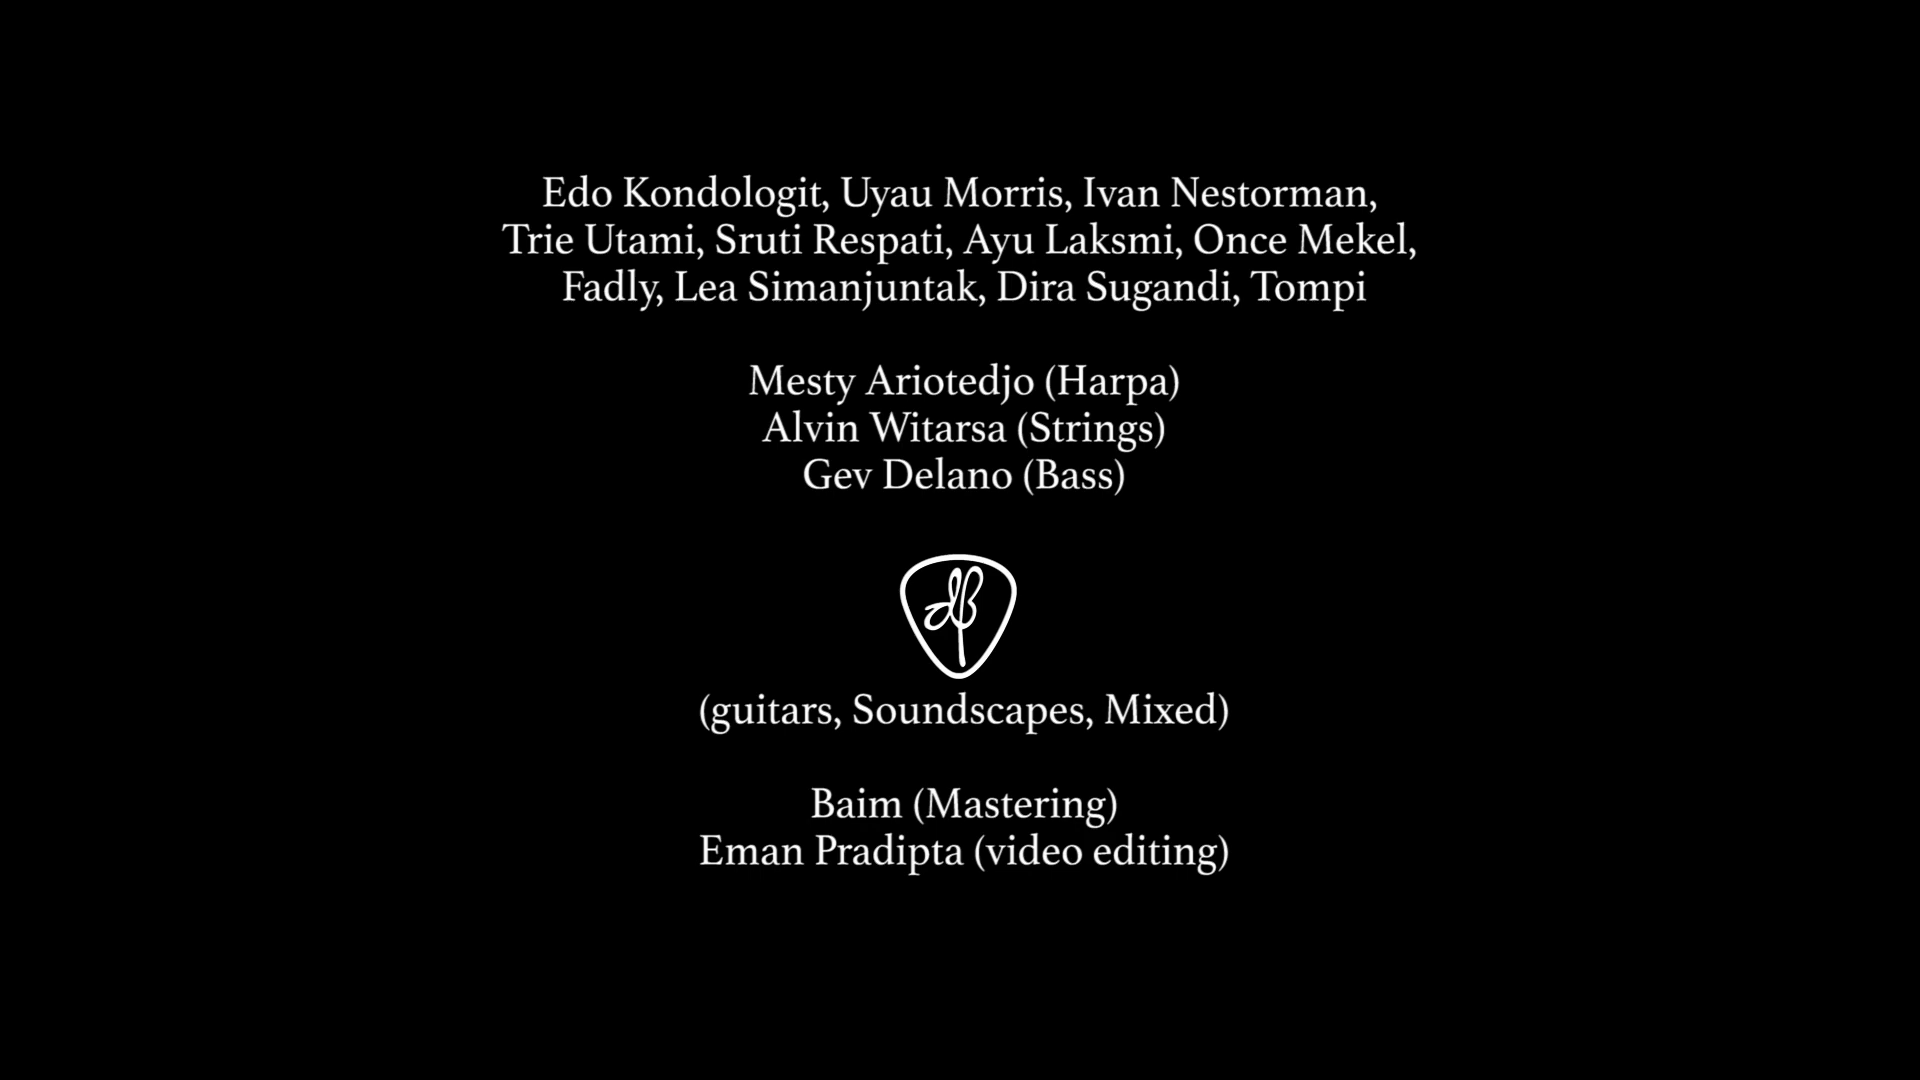 Edo Kondologit, Uyau Morris, Ivan Nestorman,
Trie Utami, Sruti Respati, Ayu Laksmi, Once Mekel,
Fadly, Lea Simanjuntak, Dira Sugandi, Tompi
Mesty Ariotedjo (Harpa)
Alvin Witarsa (Strings)
Gev Delano (Bass)
(guitars, Soundscapes, Mixed)
Baim (Mastering)
Eman Pradipta (video editing)